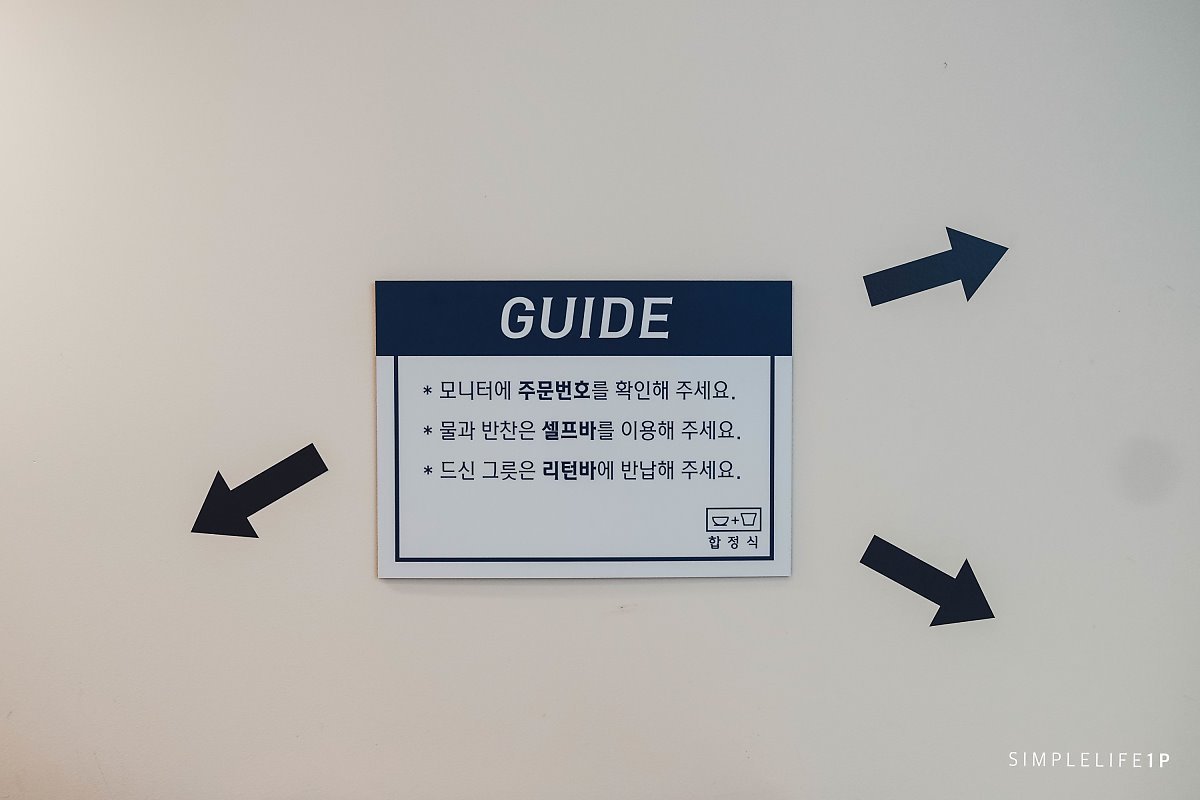 GUIDE
* 모니터에 주문번호를 확인해 주세요.
* 물과 반찬은 셀프바를 이용해 주세요.
* 드신 그릇은 리턴바에 반납해 주세요.
합정식
SIMPLELIFE1P